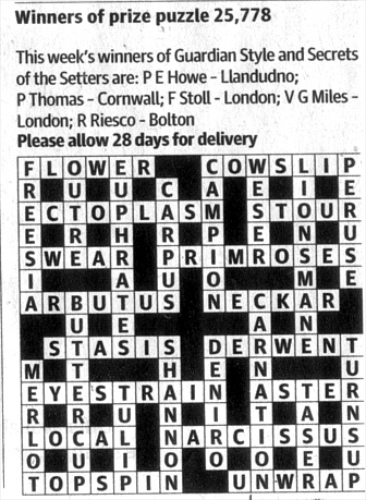 Winners of prize puzzle 25,778
This week's winners of Guardian Style and Secrets
of the Setters are: P E Howe – Llandudno;
P Thomas – Cornwall; F Stoll – London; V G Miles –
London; R Riesco – Bolton
Please allow 28 days for delivery
FLOWER COWSLIP
R U U C A E I E
ECTOPLASM STOUR
E R H R P E N U
SWEAR PRIMROSES
I A U O M E
ARBUTUS NECKAR
U E A N
STASIS DERWENT
M T H E N U
EYESTRAIN ASTER
R R U N I T A N
LOCAL NARCISSUS
O U I O O O E U
TOPSPIN UNWRAP